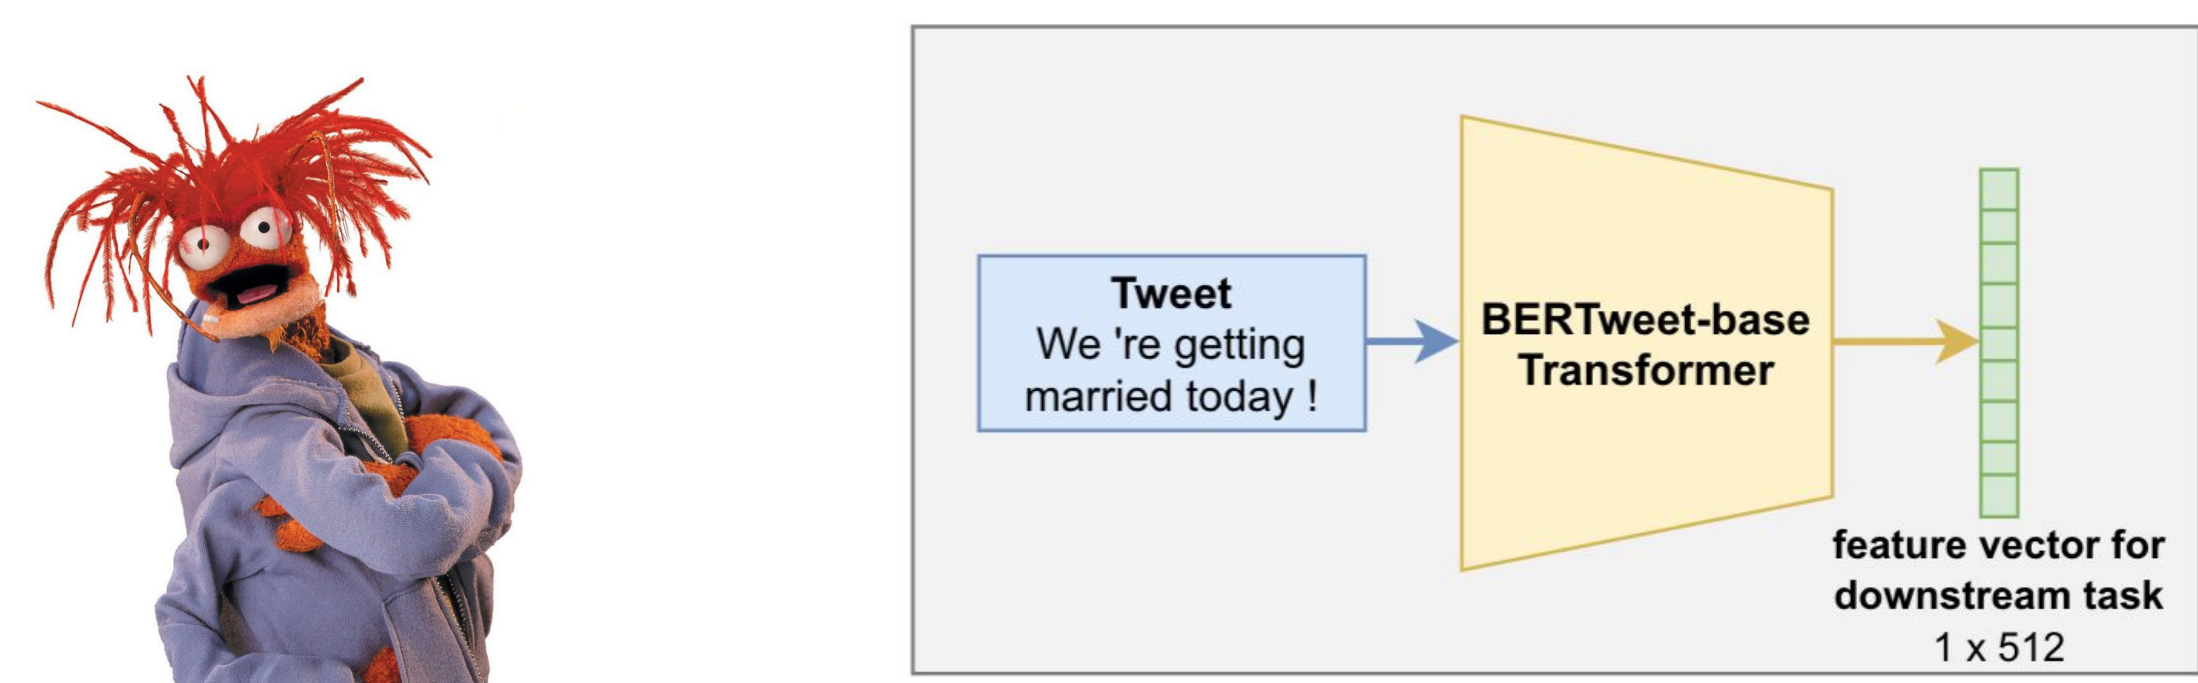 Tweet
We 're getting
married today !
BERTweet-base
Transformer
feature vector for
downstream task
1 x 512